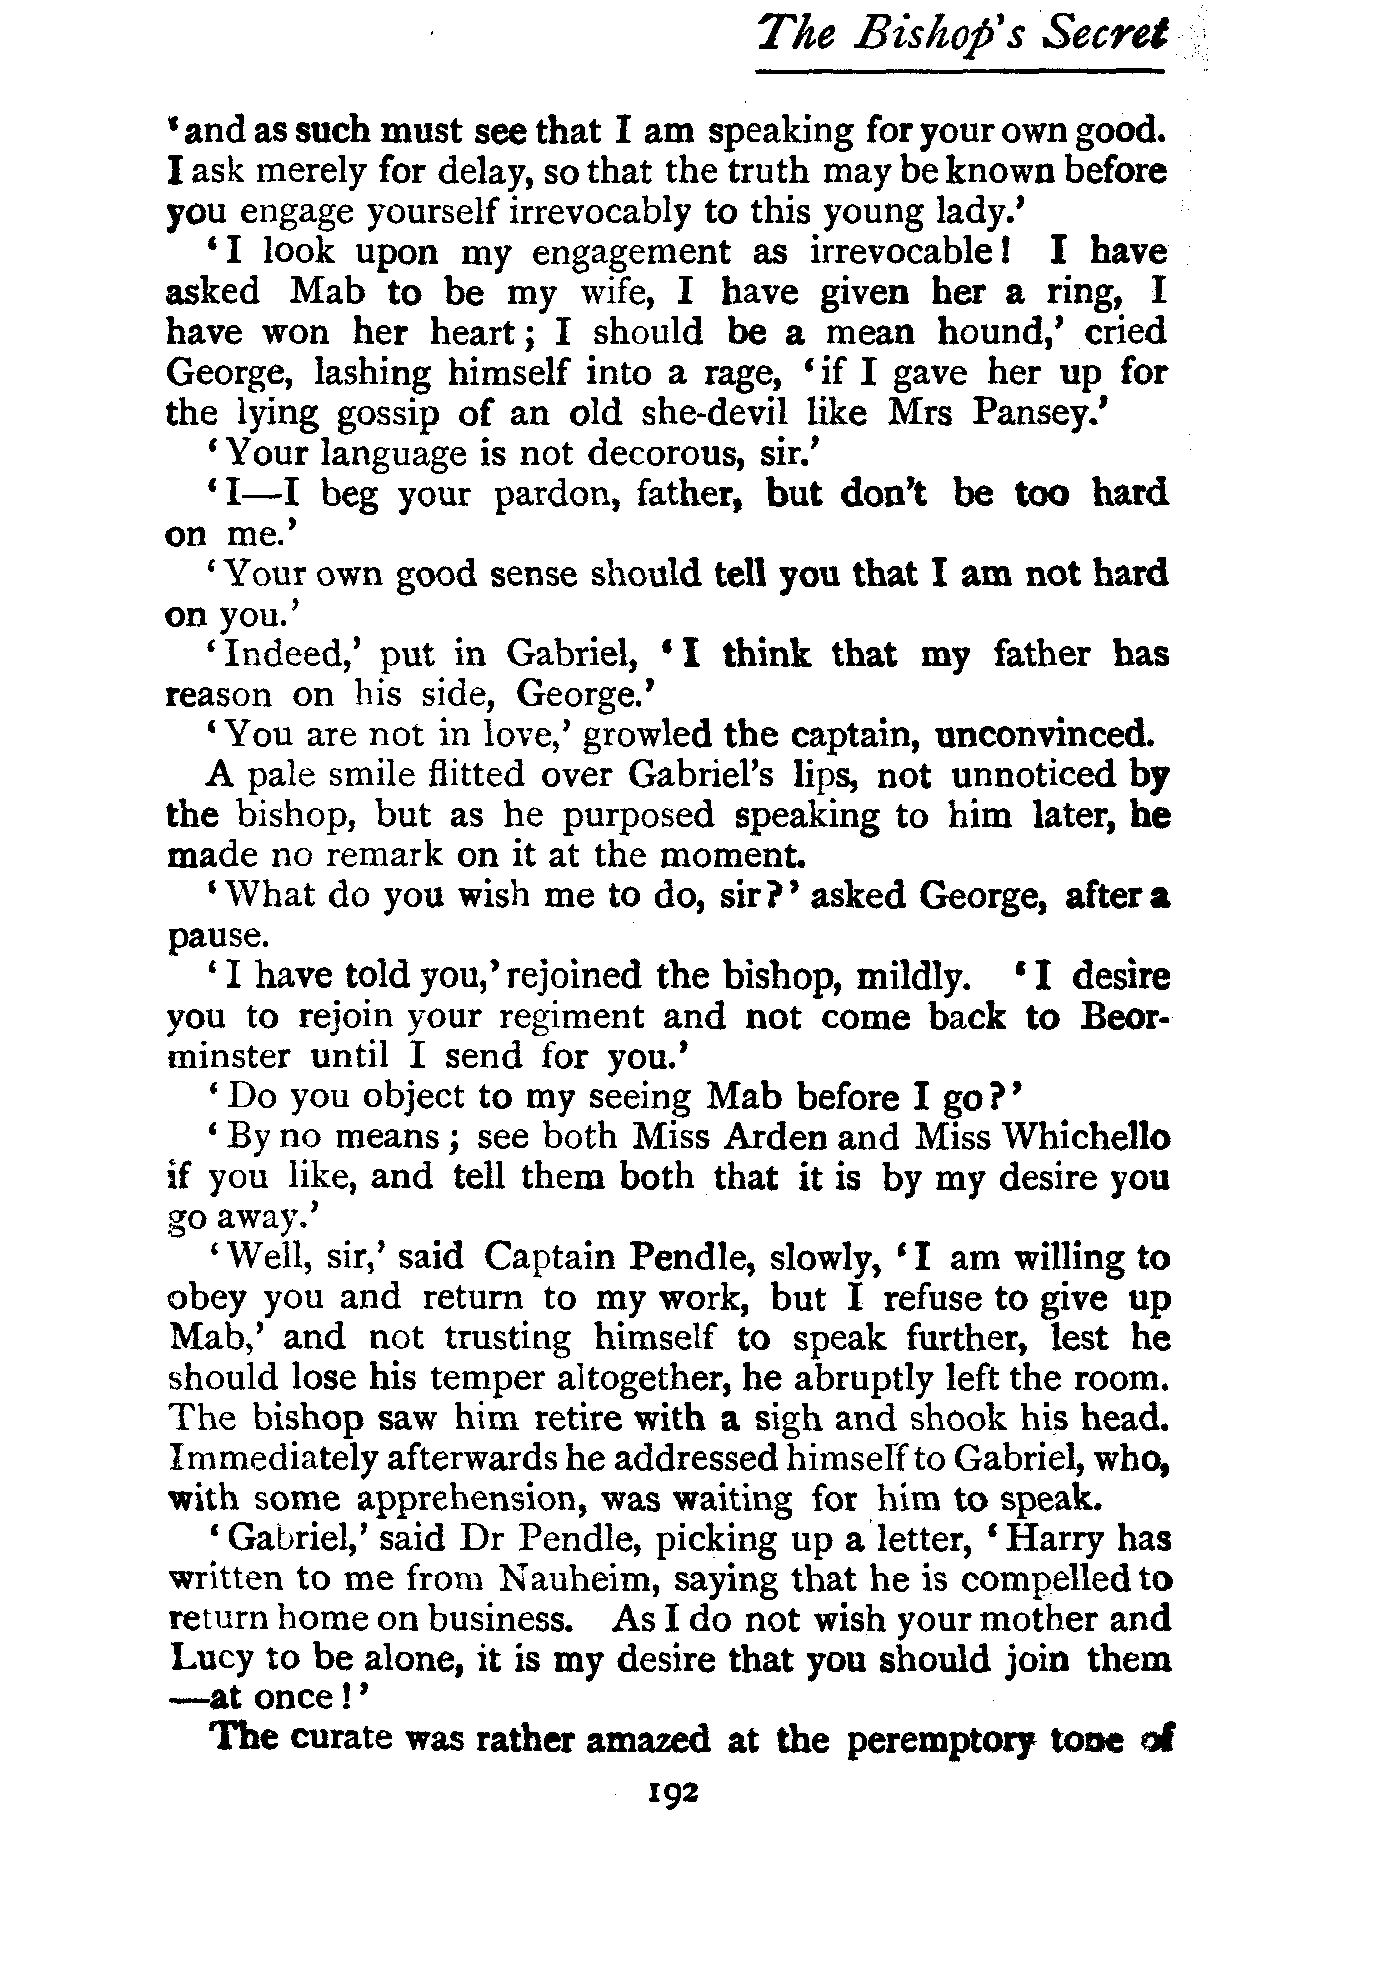 The Bishop's Secret
‘and as such must see that I am speaking for your own good.
I ask merely for delay, so that the truth may be known before
you engage yourself irrevocably to this young lady.’
‘I look upon my engagement as irrevocable! I have
asked Mab to be my wife, I have given her a ring, I
have won her heart; I should be a mean hound,’ cried
George, lashing himself into a rage, ‘if I gave her up for
the lying gossip of an old she-devil like Mrs Pansey.’
‘Your language is not decorous, sir.’
‘I—I beg your pardon, father, but don't be too hard
on me.’
‘Your own good sense should tell you that I am not hard
on you.’
‘Indeed,’ put in Gabriel, ‘I think that my father has
reason on his side, George.’
‘You are not in love,’ growled the captain, unconvinced.
A pale smile flitted over Gabriel's lips, not unnoticed by
the bishop, but as he purposed speaking to him later, he
made no remark on it at the moment.
‘What do you wish me to do, sir?’ asked George, after a
pause.
‘I have told you,’ rejoined the bishop, mildly. ‘I desire
you to rejoin your regiment and not come back to Beor-
minster until I send for you.’
‘Do you object to my seeing Mab before I go?’
‘By no means; see both Miss Arden and Miss Whichello
if you like, and tell them both that it is by my desire you
go away.’
‘Well, sir,’ said Captain Pendle, slowly, ‘I am willing to
obey you and return to my work, but I refuse to give up
Mab,’ and not trusting himself to speak further, lest he
should lose his temper altogether, he abruptly left the room.
The bishop saw him retire with a sigh and shook his head.
Immediately afterwards he addressed himself to Gabriel, who,
with some apprehension, was waiting for him to speak.
‘Gabriel,’ said Dr Pendle, picking up a letter, ‘Harry has
written to me from Nauheim, saying that he is compelled to
return home on business. As I do not wish your mother and
Lucy to be alone, it is my desire that you should join them
—at once!’
The curate was rather amazed at the peremptory tone of
192